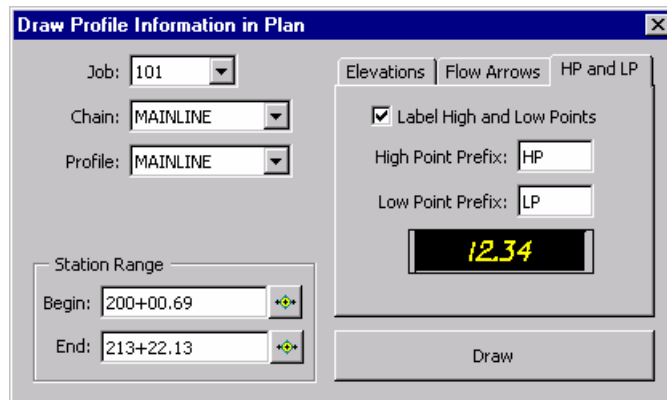 Draw Profile Information in Plan
Job: 101
Chain: MAINLINE
Profile: MAINLINE
Station Range
Begin: 200+00.69
End: 213+22.13
Elevations Flow Arrows HP and LP
Label High and Low Points
High Point Prefix: HP
Low Point Prefix: LP
12.34
Draw